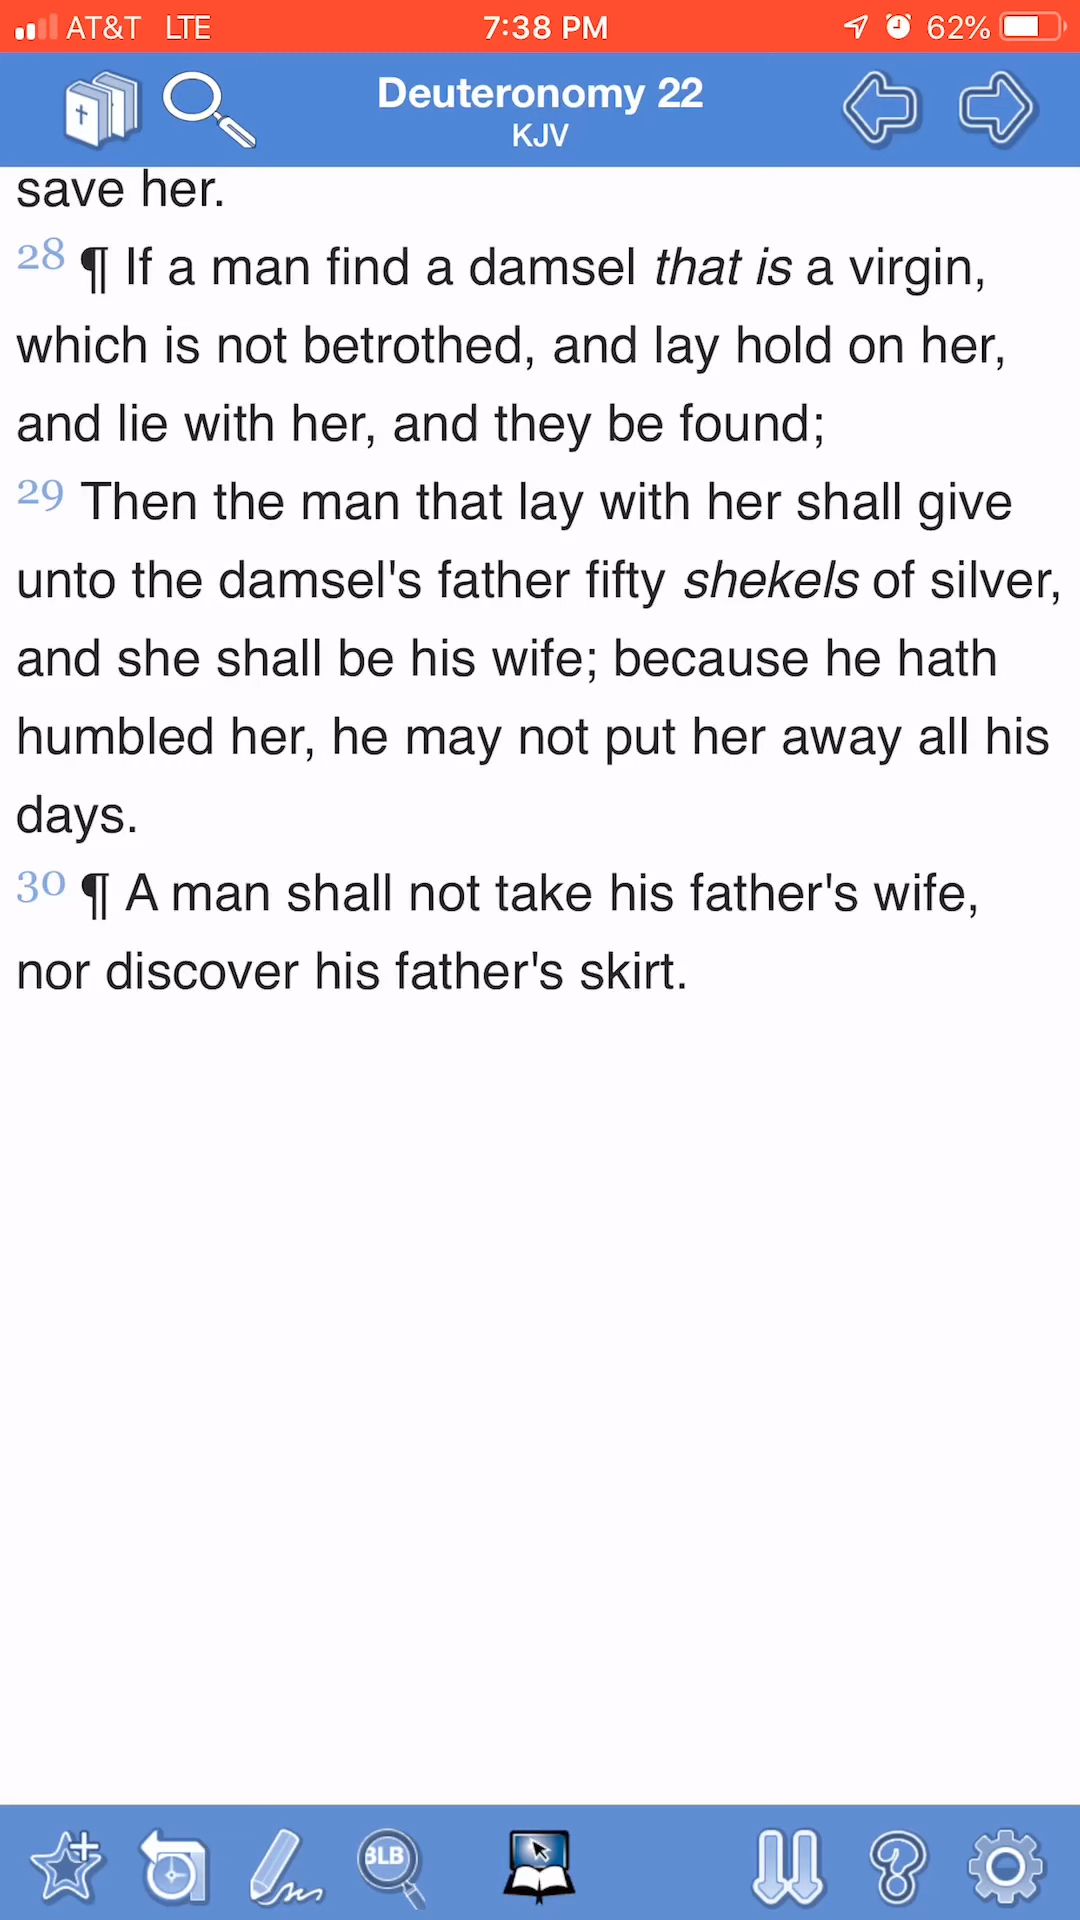 AT&T LTE 7:38 PM 62%
Deuteronomy 22
KJV
save her.
28 ¶ If a man find a damsel that is a virgin,
which is not betrothed, and lay hold on her,
and lie with her, and they be found;
29 Then the man that lay with her shall give
unto the damsel's father fifty shekels of silver,
and she shall be his wife; because he hath
humbled her, he may not put her away all his
days.
30 ¶ A man shall not take his father's wife,
nor discover his father's skirt.
BLB